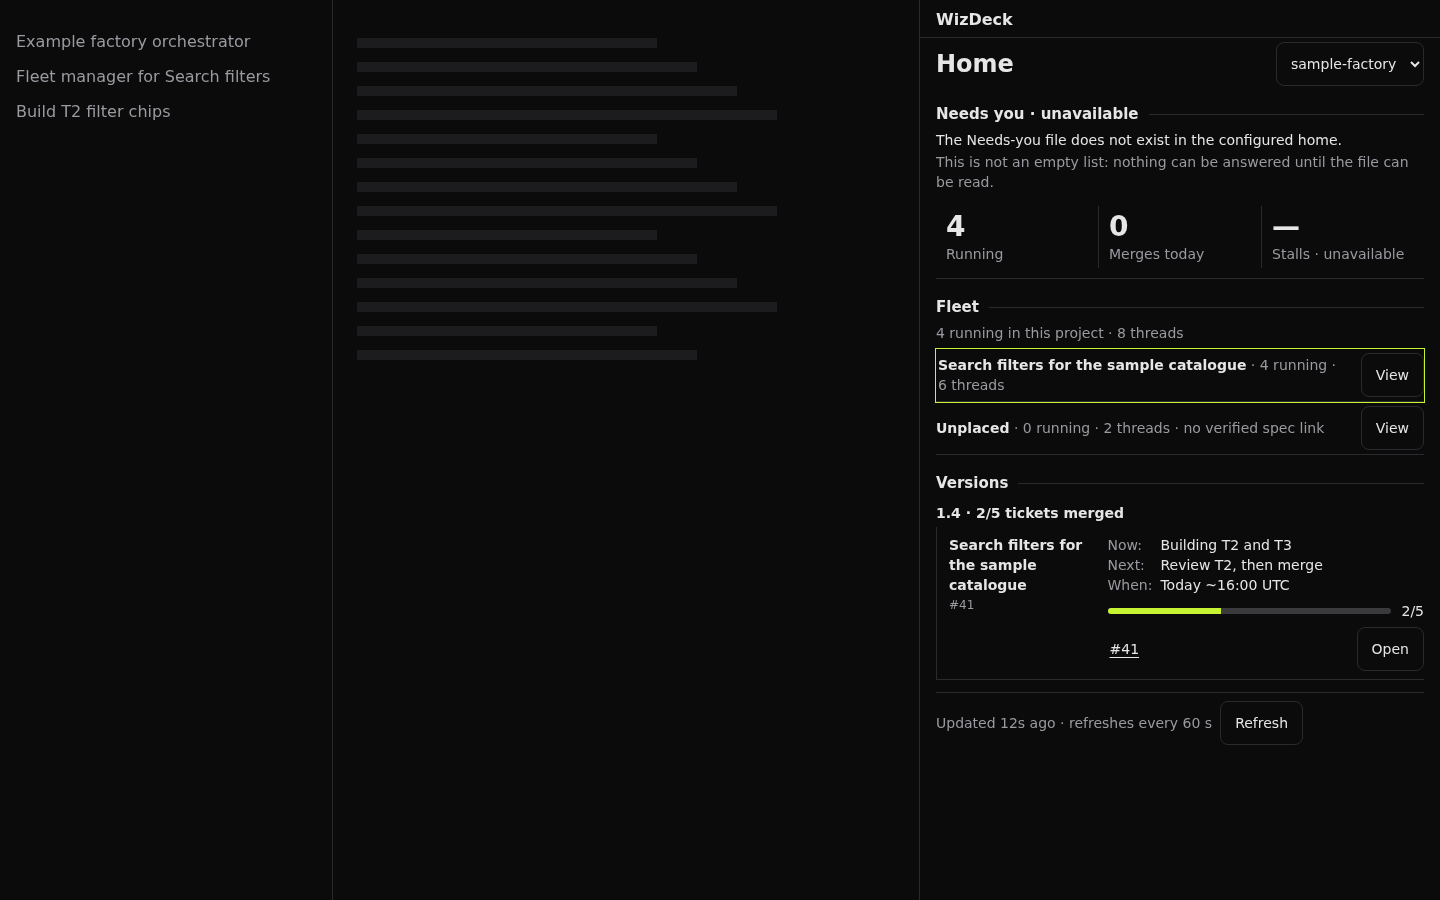 Example factory orchestrator
Fleet manager for Search filters
Build T2 filter chips
WizDeck
Home
sample-factory
Needs you · unavailable
The Needs-you file does not exist in the configured home.
This is not an empty list: nothing can be answered until the file can
be read.
4
Running
0
Merges today
—
Stalls · unavailable
Fleet
4 running in this project · 8 threads
Search filters for the sample catalogue · 4 running ·
6 threads
View
Unplaced · 0 running · 2 threads · no verified spec link
View
Versions
1.4 · 2/5 tickets merged
Search filters for
the sample
catalogue
#41
Now: Building T2 and T3
Next: Review T2, then merge
When: Today ~16:00 UTC
2/5
#41
Open
Updated 12s ago · refreshes every 60 s
Refresh